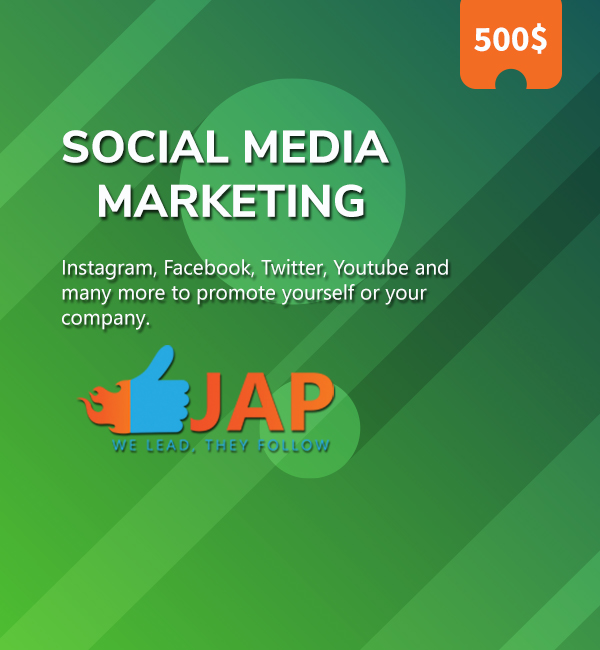 500$
SOCIAL MEDIA
MARKETING
Instagram, Facebook, Twitter, Youtube and
many more to promote yourself or your
company.
JAP
WE LEAD, THEY FOLLOW